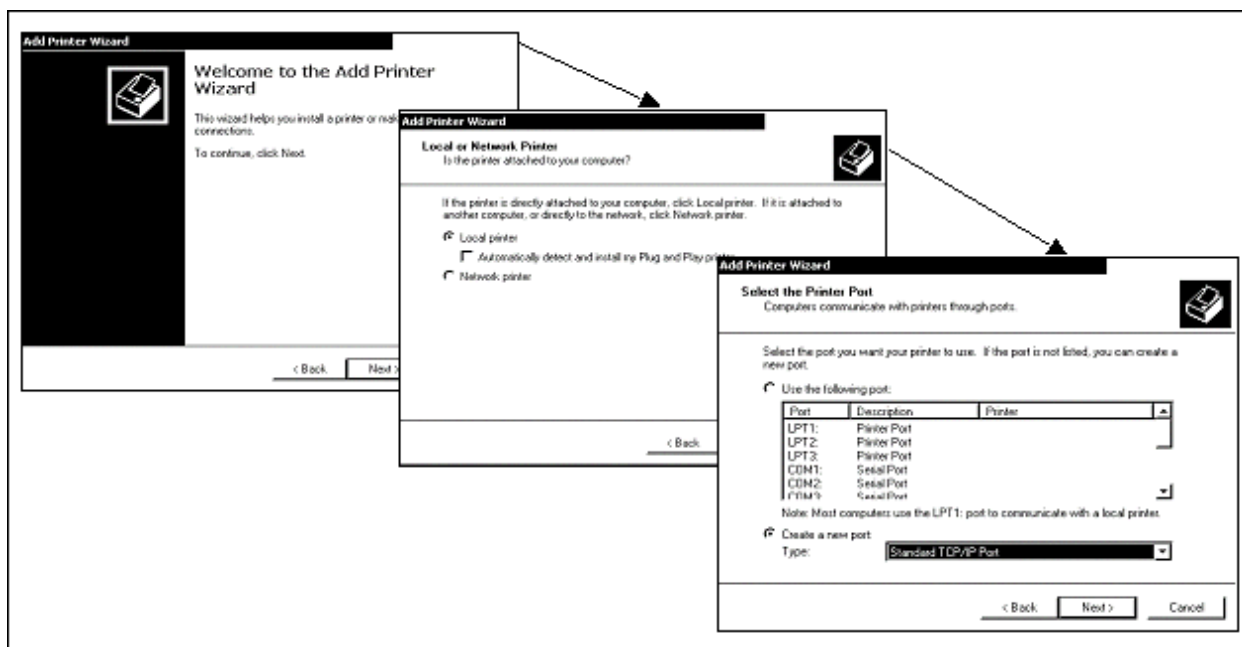 Add Printer Wizard
Welcome to the Add Printer
Wizard
This wizard helps you install a printer or mak
connections.
To continue, click Next.
< Back
Next >
Add Printer Wizard
Local or Network Printer
Is the printer attached to your computer?
If the printer is directly attached to your computer, click Local printer. If it is attached to
another computer, or directly to the network, click Network printer.
Local printer
Automatically detect and install my Plug and Play printer
Network printer
< Back
Add Printer Wizard
Select the Printer Port
Computers communicate with printers through ports.
Select the port you want your printer to use. If the port is not listed, you can create a
new port.
Use the following port:
Port Description Printer
LPT1: Printer Port
LPT2: Printer Port
LPT3: Printer Port
COM1: Serial Port
COM2: Serial Port
COM3: Serial Port
Note: Most computers use the LPT1: port to communicate with a local printer.
Create a new port:
Type: Standard TCP/IP Port
< Back Next > Cancel